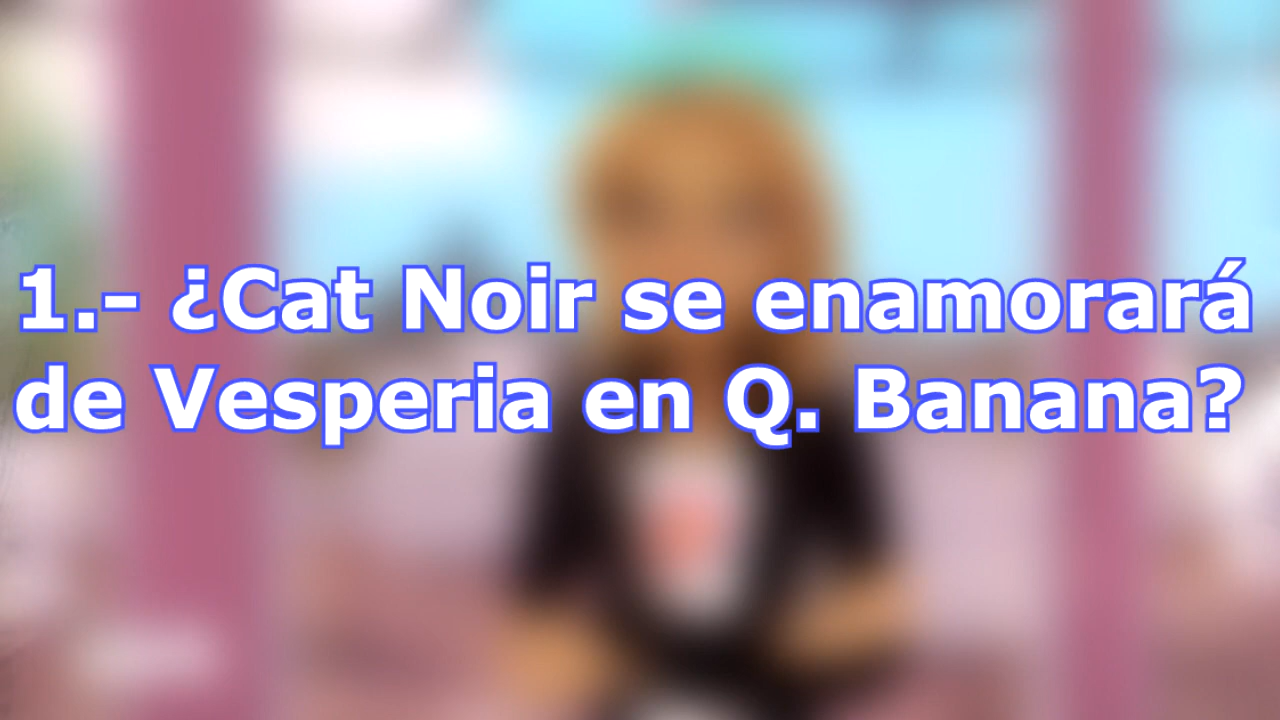 1.- ¿Cat Noir se enamorará
de Vesperia en Q. Banana?